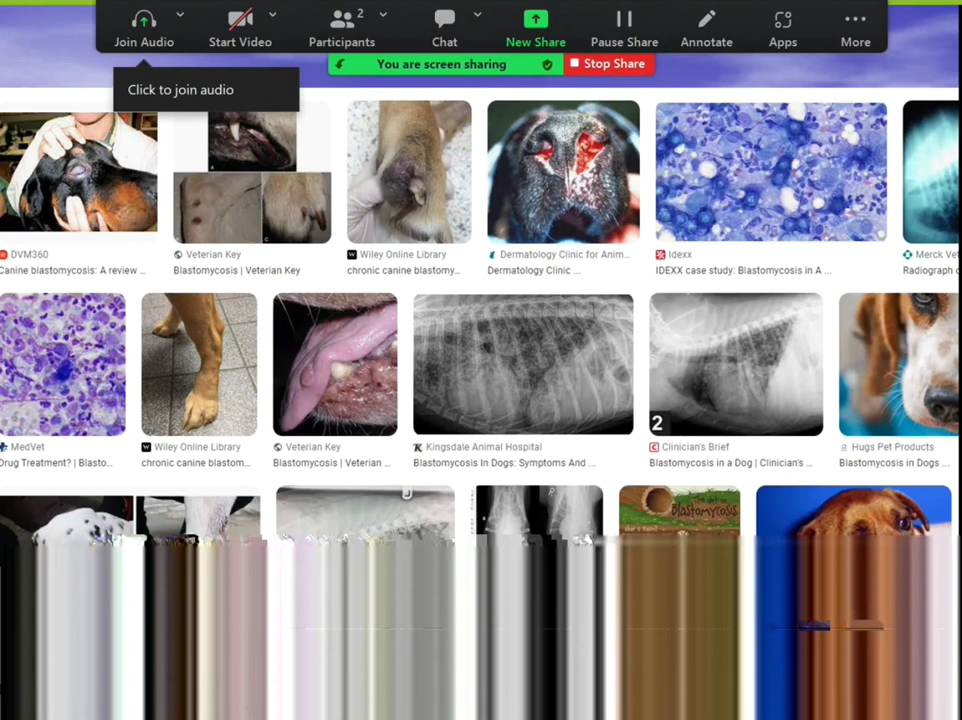 Join Audio
Start Video
Participants
2
Chat
New Share
Pause Share
Annotate
Apps
More
You are screen sharing
Stop Share
Click to join audio
DVM360
Canine blastomycosis: A review ...
Veterian Key
Blastomycosis | Veterian Key
Wiley Online Library
chronic canine blastomy...
Dermatology Clinic for Anim...
Dermatology Clinic ...
Idexx
IDEXX case study: Blastomycosis in A ...
Merck Ve
Radiograph
MedVet
Drug Treatment? | Blasto...
Wiley Online Library
chronic canine blastom...
Veterian Key
Blastomycosis | Veterian ...
Kingsdale Animal Hospital
Blastomycosis In Dogs: Symptoms And ...
2
Clinician's Brief
Blastomycosis in a Dog | Clinician's ...
Hugs Pet Products
Blastomycosis in Dogs ...
Blastomycosis